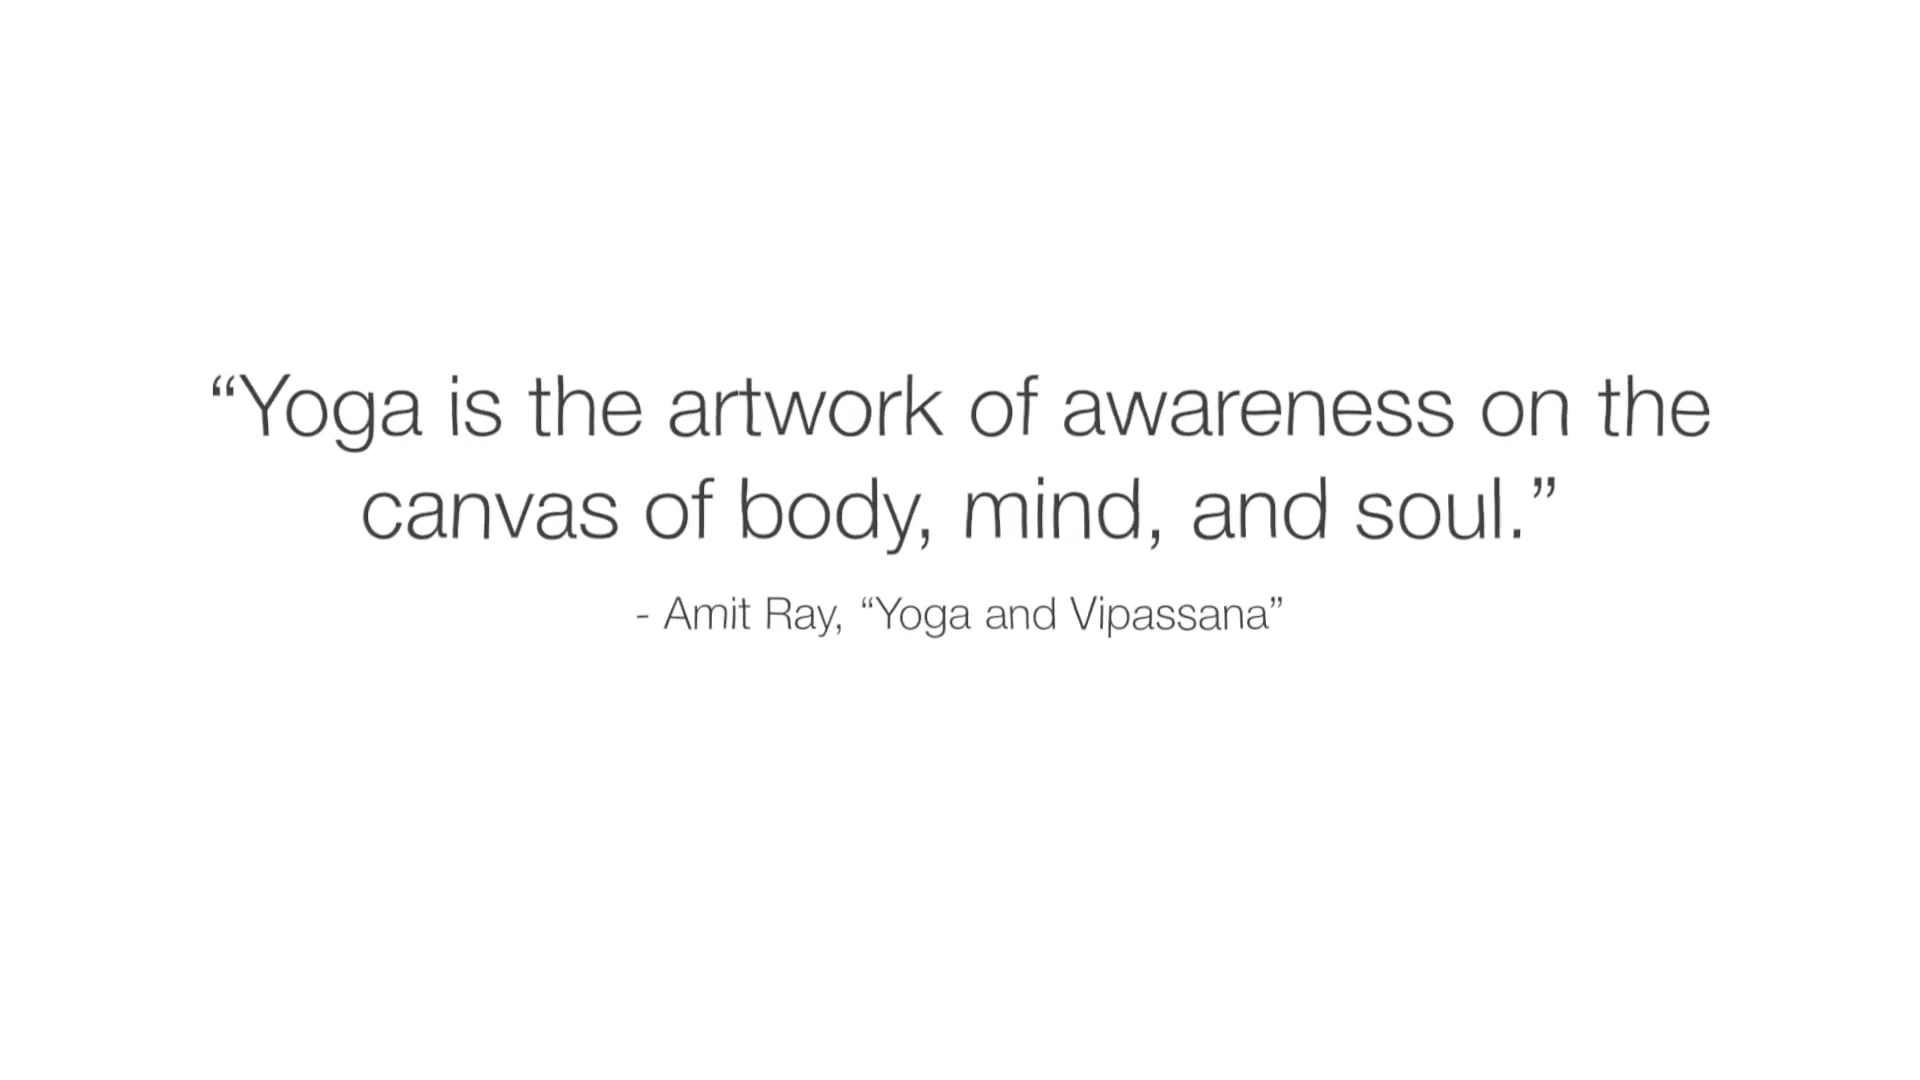 “Yoga is the artwork of awareness on the
canvas of body, mind, and soul.”
- Amit Ray, “Yoga and Vipassana”